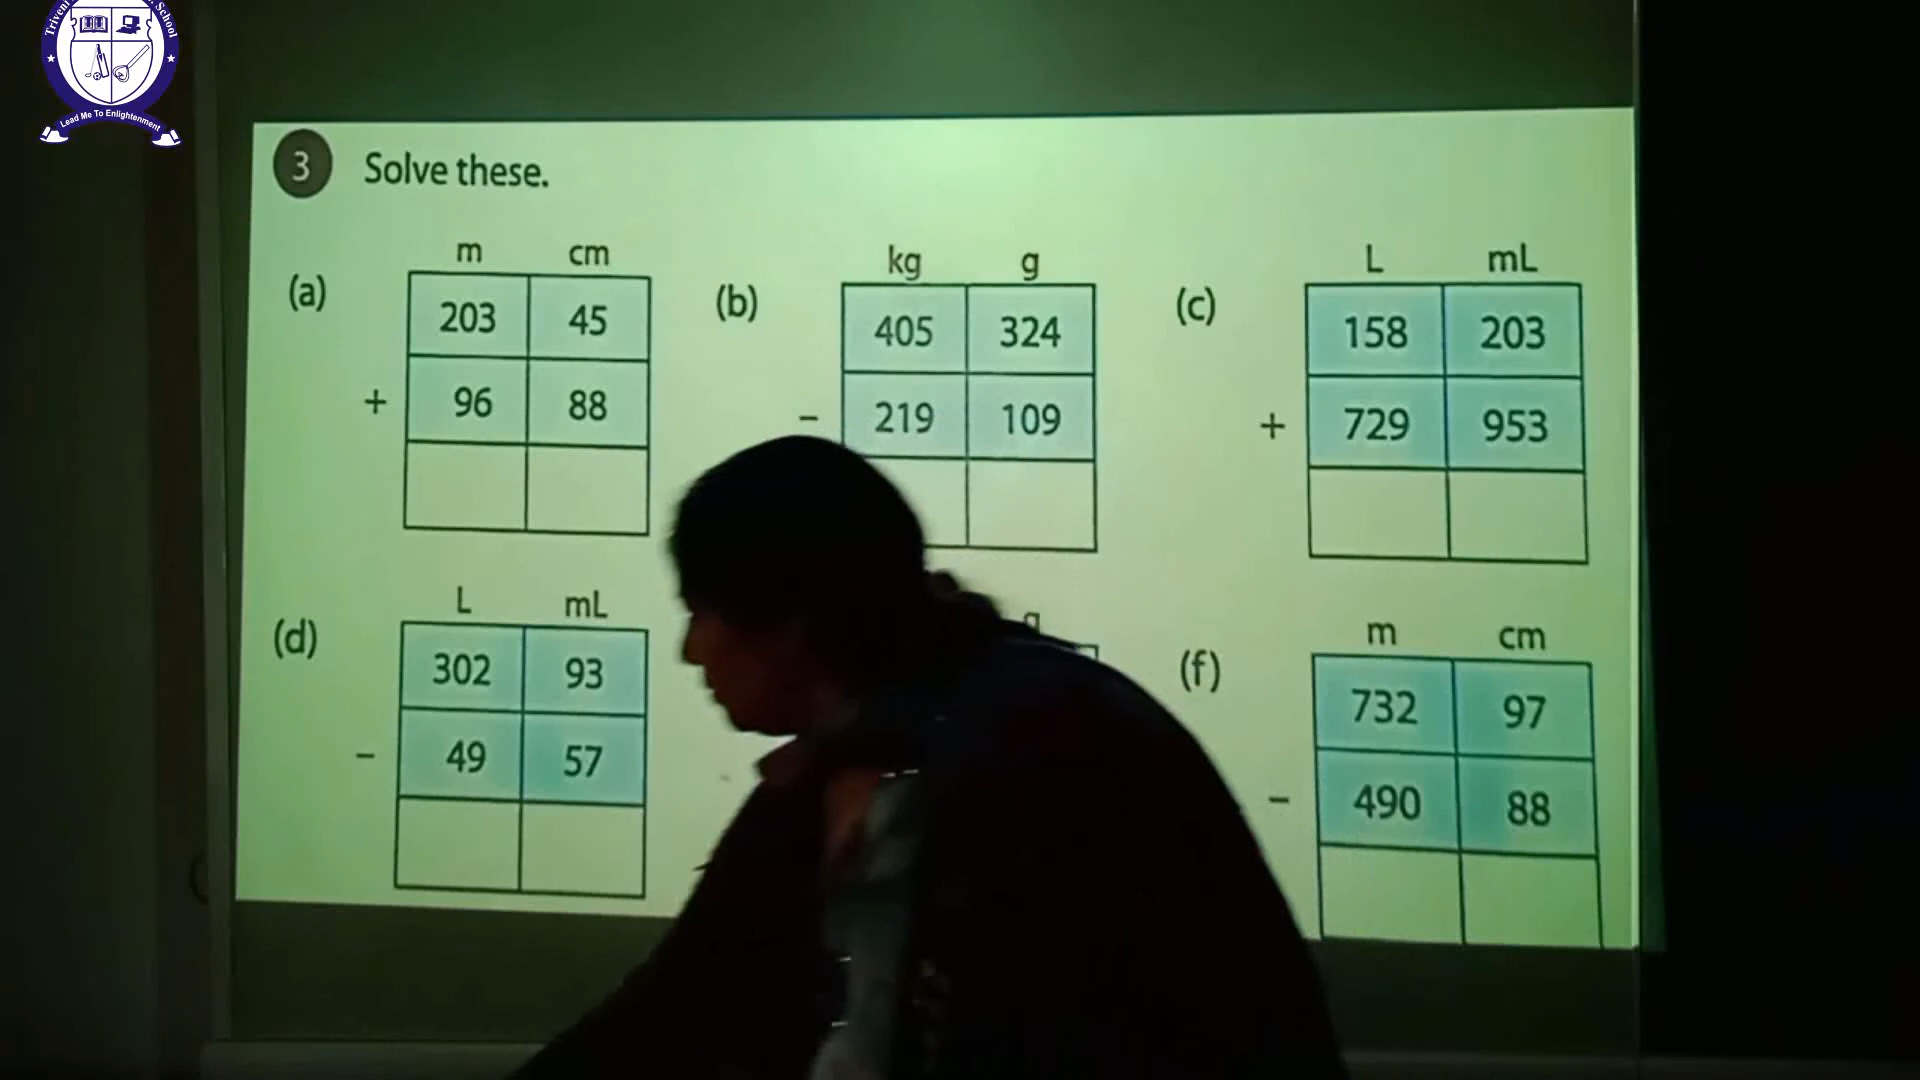 Triveni
School
Lead Me To Enlightenment
3 Solve these.
(a)
m cm
203 45
+ 96 88
(b)
kg g
405 324
- 219 109
(c)
L mL
158 203
+ 729 953
(d)
L mL
302 93
- 49 57
g
(f)
m cm
732 97
- 490 88